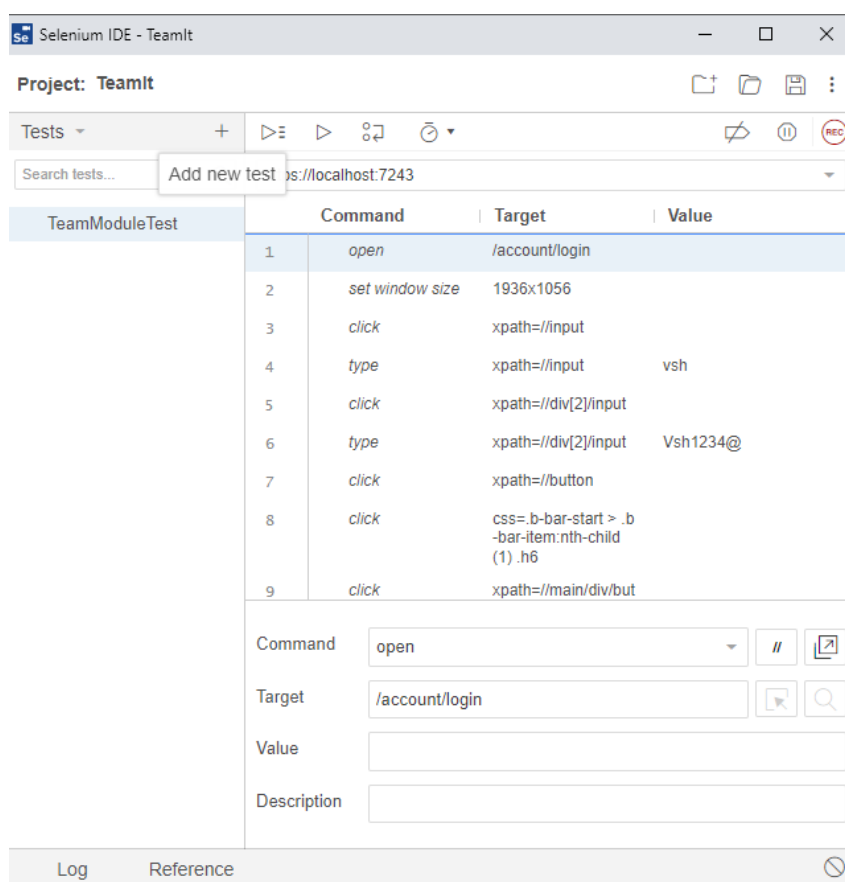 Se Selenium IDE - TeamIt
Project: TeamIt
Tests
REC
Search tests...
Add new test
ps://localhost:7243
TeamModuleTest
Command Target Value
1 open /account/login
2 set window size 1936x1056
3 click xpath=//input
4 type xpath=//input vsh
5 click xpath=//div[2]/input
6 type xpath=//div[2]/input Vsh1234@
7 click xpath=//button
8 click css=.b-bar-start > .b
-bar-item:nth-child
(1) .h6
9 click xpath=//main/div/but
Command open //
Target /account/login
Value
Description
Log Reference